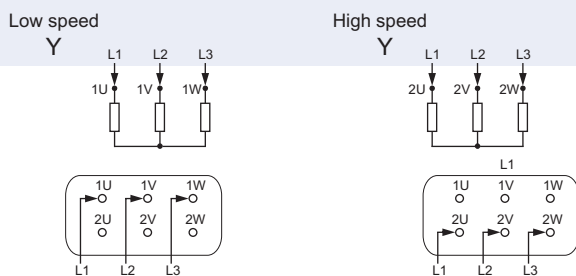 Low speed High speed
Y Y
L1 L2 L3 L1 L2 L3
1U 1V 1W 2U 2V 2W
L1
1U 1V 1W 1U 1V 1W
2U 2V 2W 2U 2V 2W
L1 L2 L3 L1 L2 L3